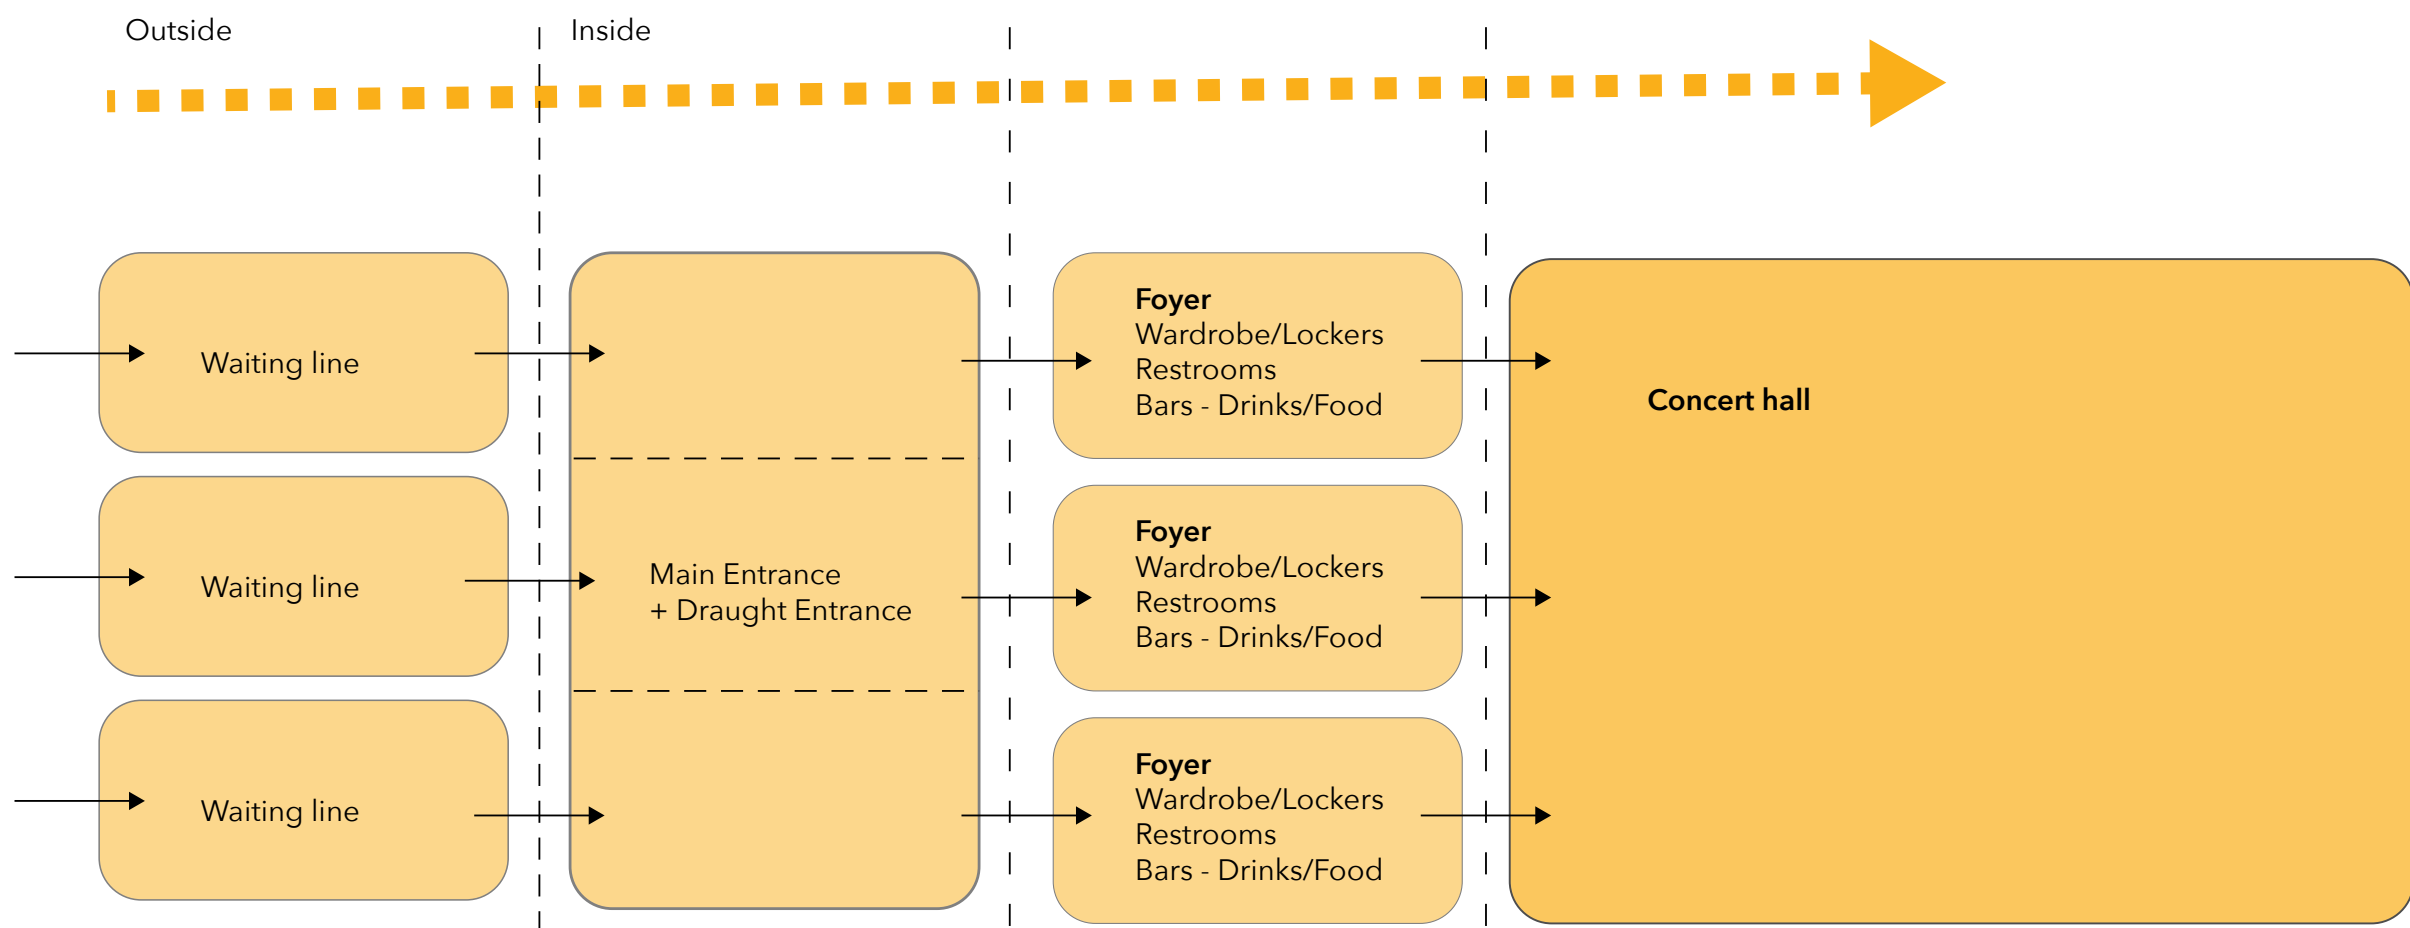 Outside
Inside
Waiting line
Waiting line
Waiting line
Main Entrance
+ Draught Entrance
Foyer
Wardrobe/Lockers
Restrooms
Bars - Drinks/Food
Foyer
Wardrobe/Lockers
Restrooms
Bars - Drinks/Food
Foyer
Wardrobe/Lockers
Restrooms
Bars - Drinks/Food
Concert hall